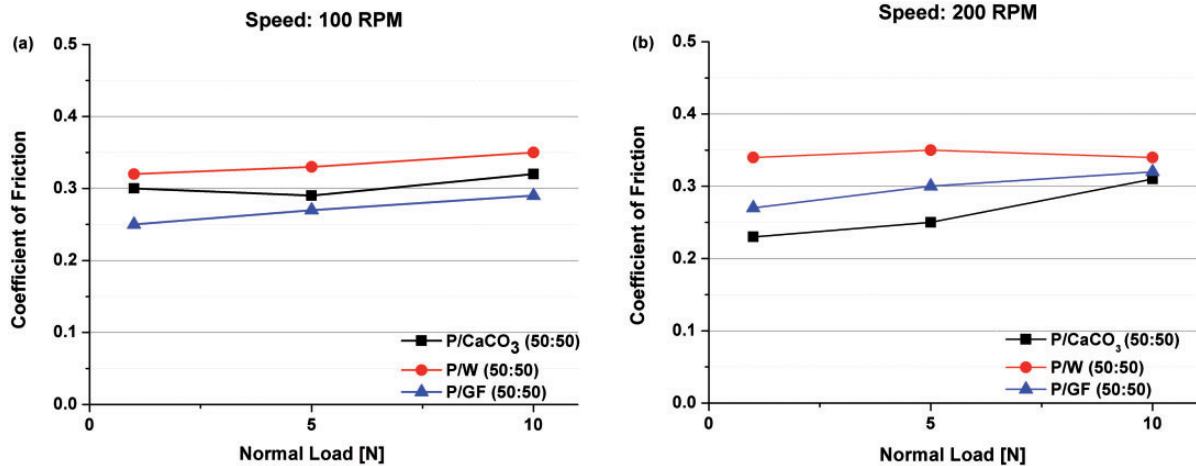 Speed: 100 RPM
(a)
0.5
0.4
0.3
0.2
0.1
0.0
Coefficient of Friction
P/CaCO3 (50:50)
P/W (50:50)
P/GF (50:50)
0 5 10
Normal Load [N]
Speed: 200 RPM
(b)
0.5
0.4
0.3
0.2
0.1
0.0
Coefficient of Friction
P/CaCO3 (50:50)
P/W (50:50)
P/GF (50:50)
0 5 10
Normal Load [N]